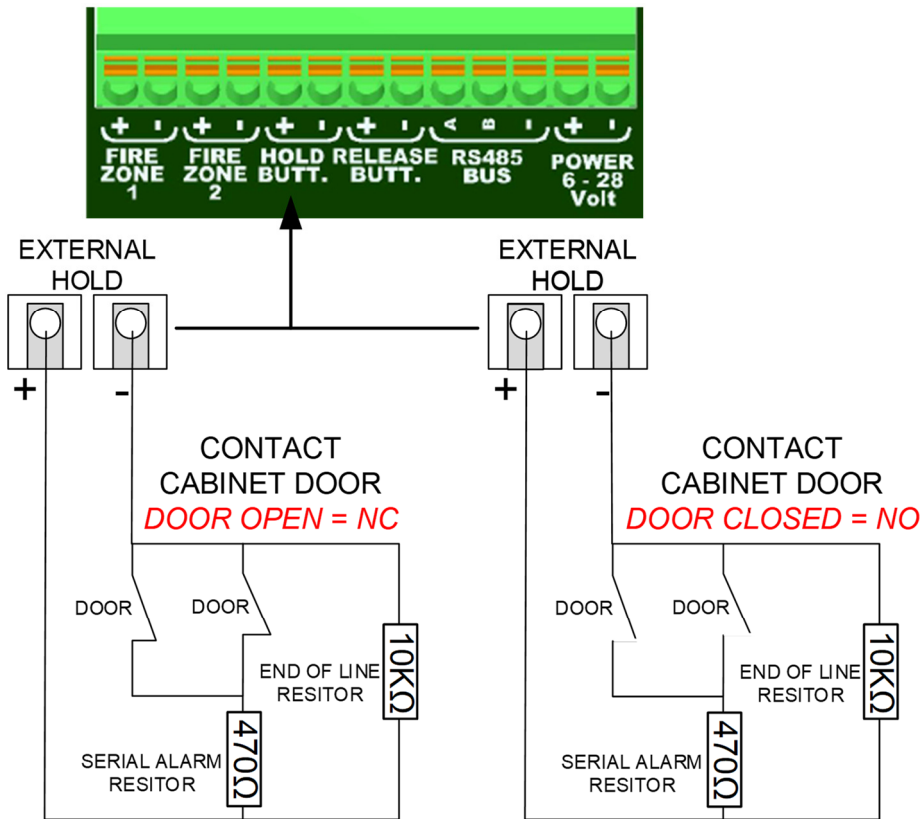 + - + - + - + - A B - + -
FIRE ZONE 1
FIRE ZONE 2
HOLD BUTT.
RELEASE BUTT.
RS485 BUS
POWER 6 - 28 Volt
EXTERNAL
HOLD
+ -
CONTACT
CABINET DOOR
DOOR OPEN = NC
DOOR
DOOR
END OF LINE
RESITOR
10KΩ
SERIAL ALARM
RESITOR
470Ω
EXTERNAL
HOLD
+ -
CONTACT
CABINET DOOR
DOOR CLOSED = NO
DOOR
DOOR
END OF LINE
RESITOR
10KΩ
SERIAL ALARM
RESITOR
470Ω